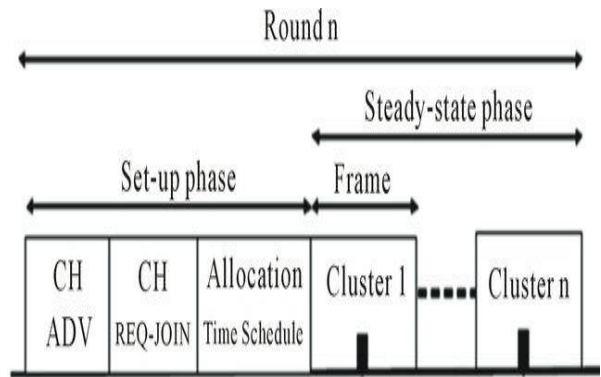 Round n
Steady-state phase
Set-up phase
Frame
CH
ADV
CH
REQ-JOIN
Allocation
Time Schedule
Cluster 1
Cluster n